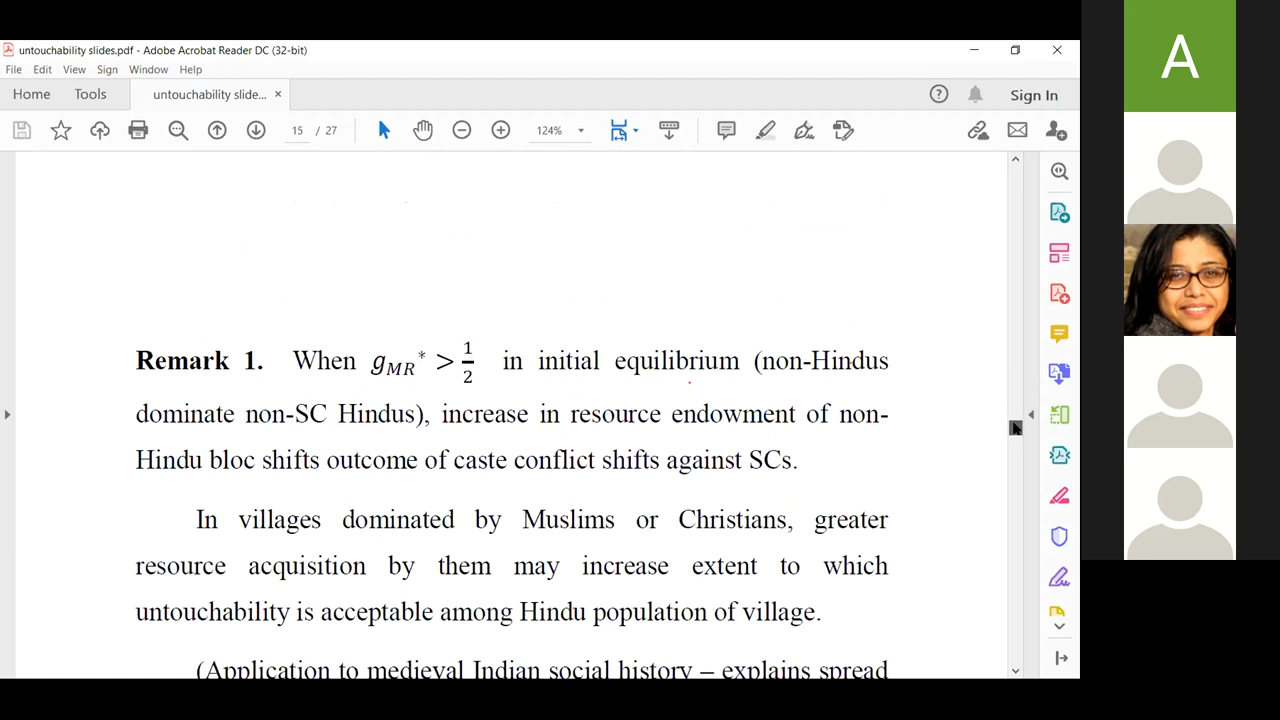 untouchability slides.pdf - Adobe Acrobat Reader DC (32-bit)
File Edit View Sign Window Help
Home Tools untouchability slide... × Sign In
15 / 27 124%
A
Remark 1. When g_MR* > 1/2 in initial equilibrium (non-Hindus
dominate non-SC Hindus), increase in resource endowment of non-
Hindu bloc shifts outcome of caste conflict shifts against SCs.
In villages dominated by Muslims or Christians, greater
resource acquisition by them may increase extent to which
untouchability is acceptable among Hindu population of village.
(Application to medieval Indian social history – explains spread